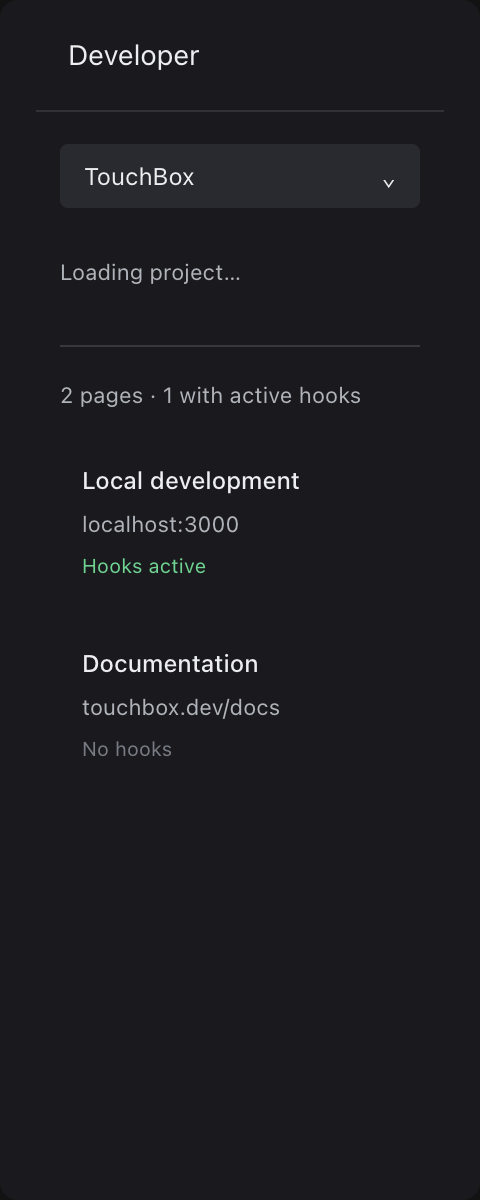 Developer
TouchBox
Loading project…
2 pages · 1 with active hooks
Local development
localhost:3000
Hooks active
Documentation
touchbox.dev/docs
No hooks